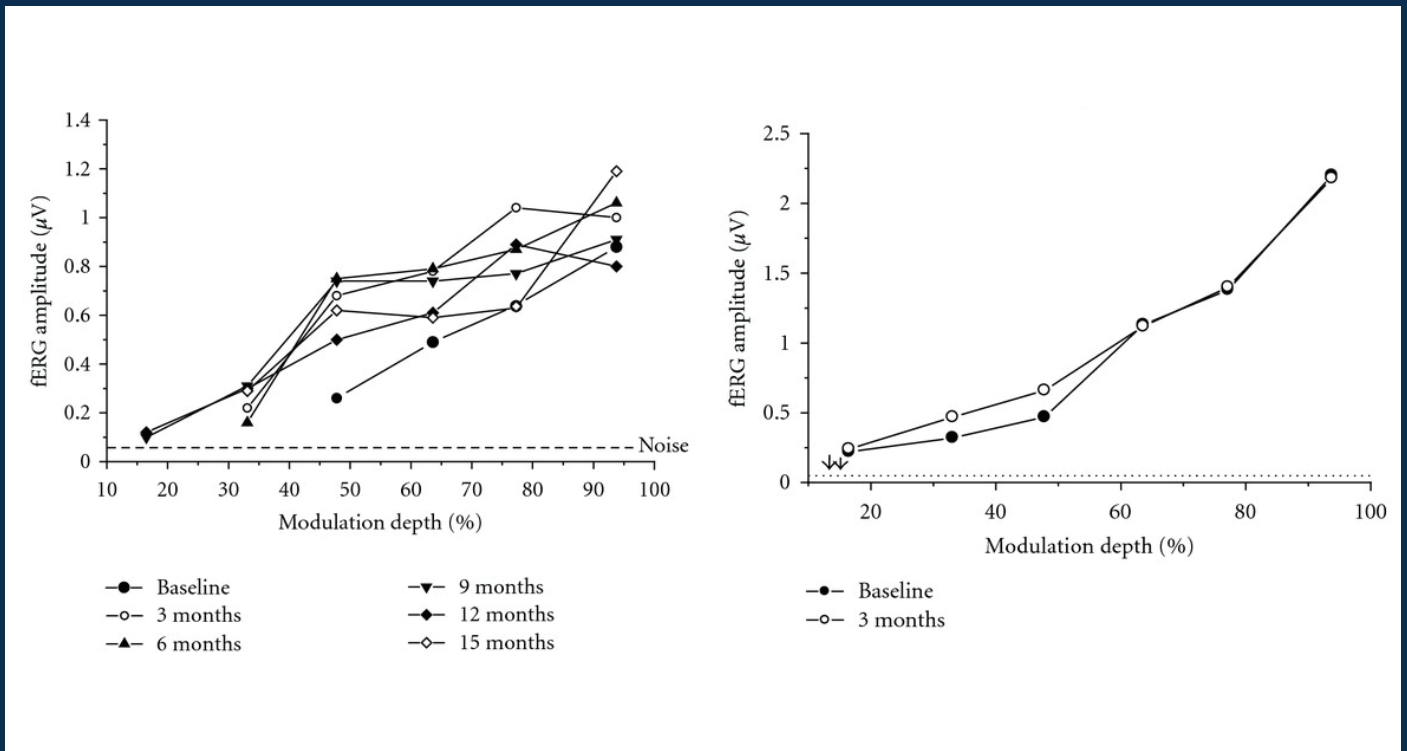 1.4
1.2
1
0.8
0.6
0.4
0.2
0
fERG amplitude (μV)
Noise
10 20 30 40 50 60 70 80 90 100
Modulation depth (%)
Baseline
3 months
6 months
9 months
12 months
15 months
2.5
2
1.5
1
0.5
0
fERG amplitude (μV)
20 40 60 80 100
Modulation depth (%)
Baseline
3 months